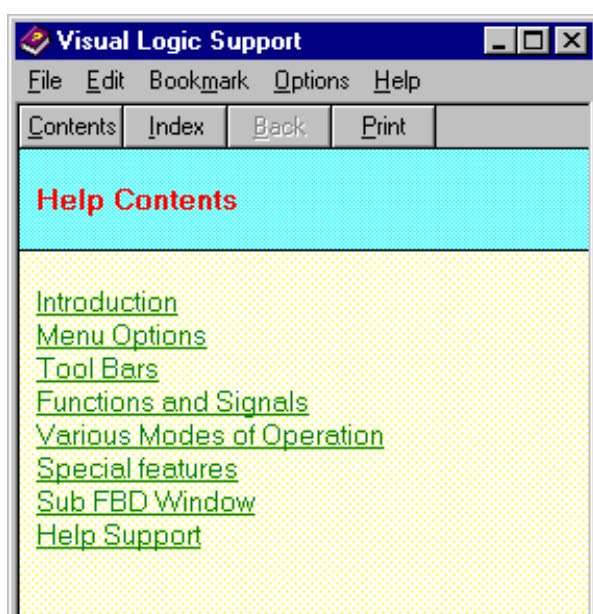 Visual Logic Support
File Edit Bookmark Options Help
Contents Index Back Print
Help Contents
Introduction
Menu Options
Tool Bars
Functions and Signals
Various Modes of Operation
Special features
Sub FBD Window
Help Support